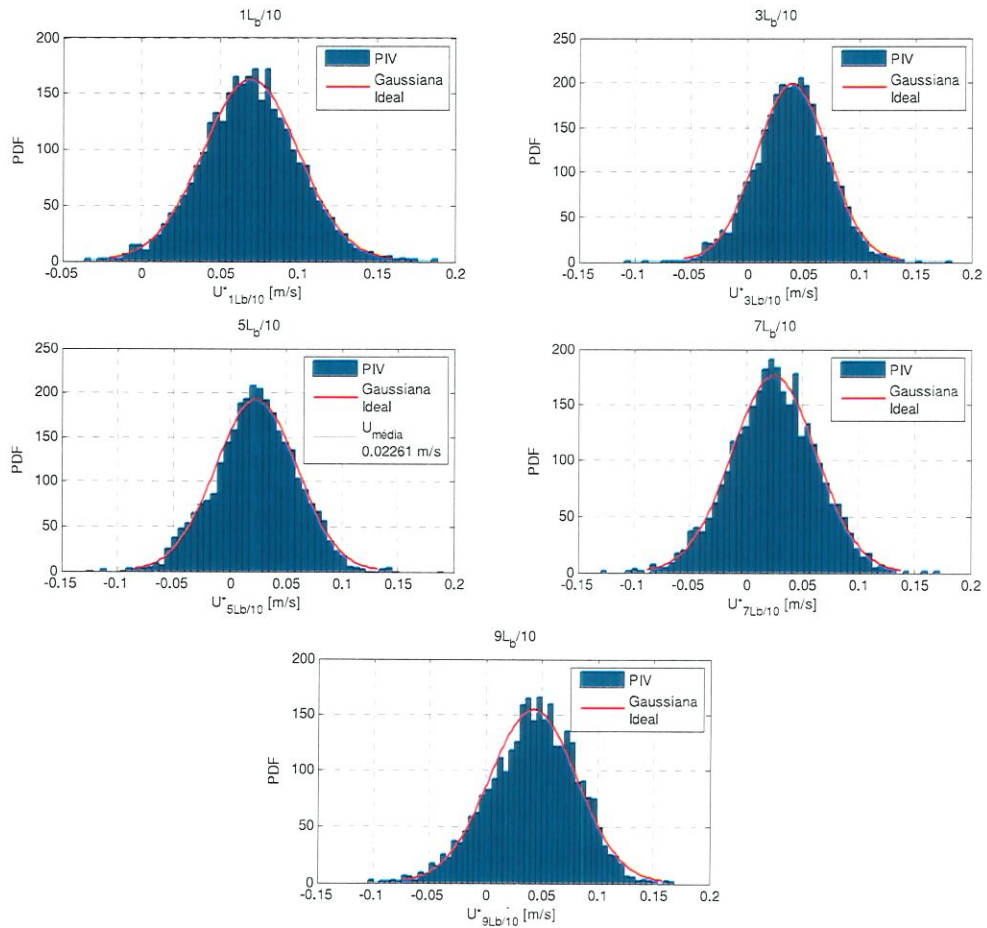 1L_b/10
200
150
100
50
0
PDF
-0.05 0 0.05 0.1 0.15 0.2
U*_1Lb/10 [m/s]
PIV
Gaussiana
Ideal
3L_b/10
250
200
150
100
50
0
PDF
-0.15 -0.1 -0.05 0 0.05 0.1 0.15 0.2
U*_3Lb/10 [m/s]
PIV
Gaussiana
Ideal
5L_b/10
250
200
150
100
50
0
PDF
-0.15 -0.1 -0.05 0 0.05 0.1 0.15 0.2
U*_5Lb/10 [m/s]
PIV
Gaussiana
Ideal
U_média
0.02261 m/s
7L_b/10
200
150
100
50
0
PDF
-0.15 -0.1 -0.05 0 0.05 0.1 0.15 0.2
U*_7Lb/10 [m/s]
PIV
Gaussiana
Ideal
9L_b/10
200
150
100
50
0
PDF
-0.15 -0.1 -0.05 0 0.05 0.1 0.15 0.2
U*_9Lb/10 [m/s]
PIV
Gaussiana
Ideal